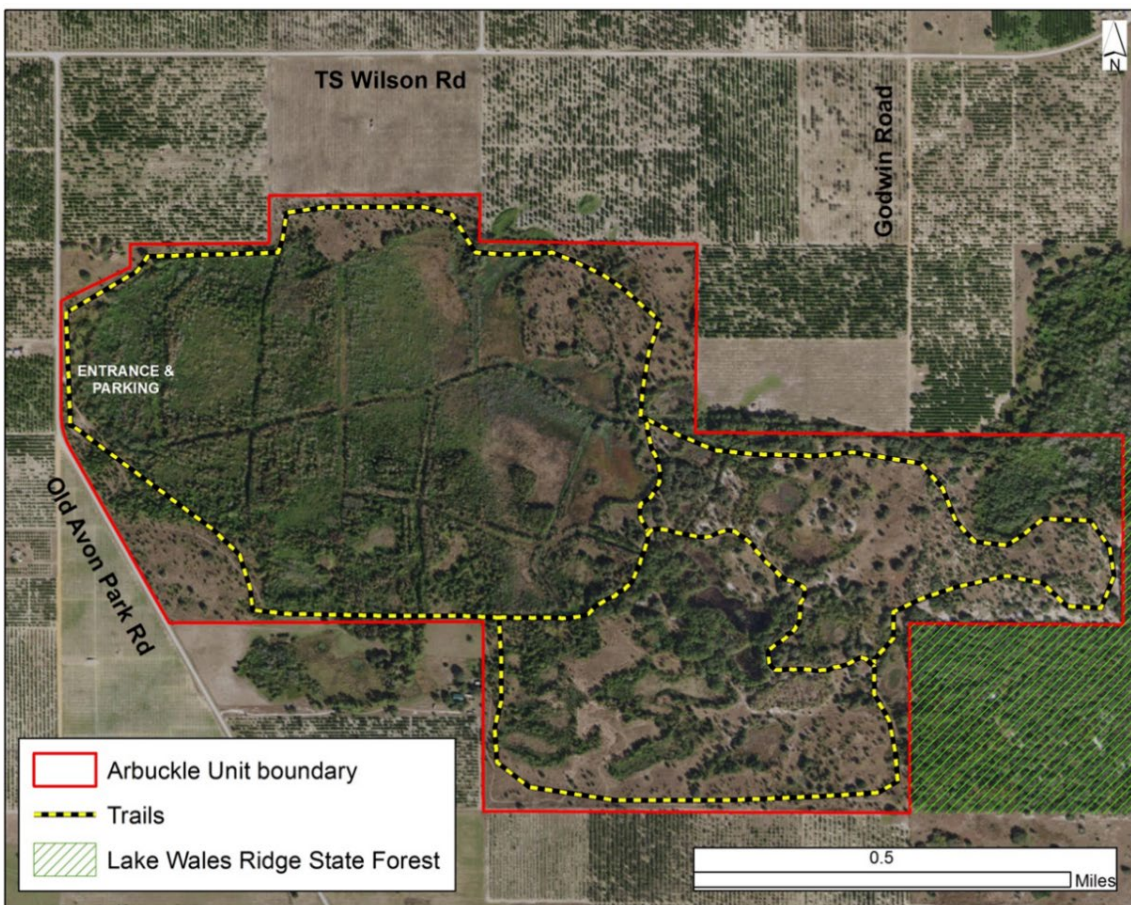 TS Wilson Rd
N
Godwin Road
ENTRANCE &
PARKING
Old Avon Park Rd
Arbuckle Unit boundary
Trails
Lake Wales Ridge State Forest
0.5
Miles